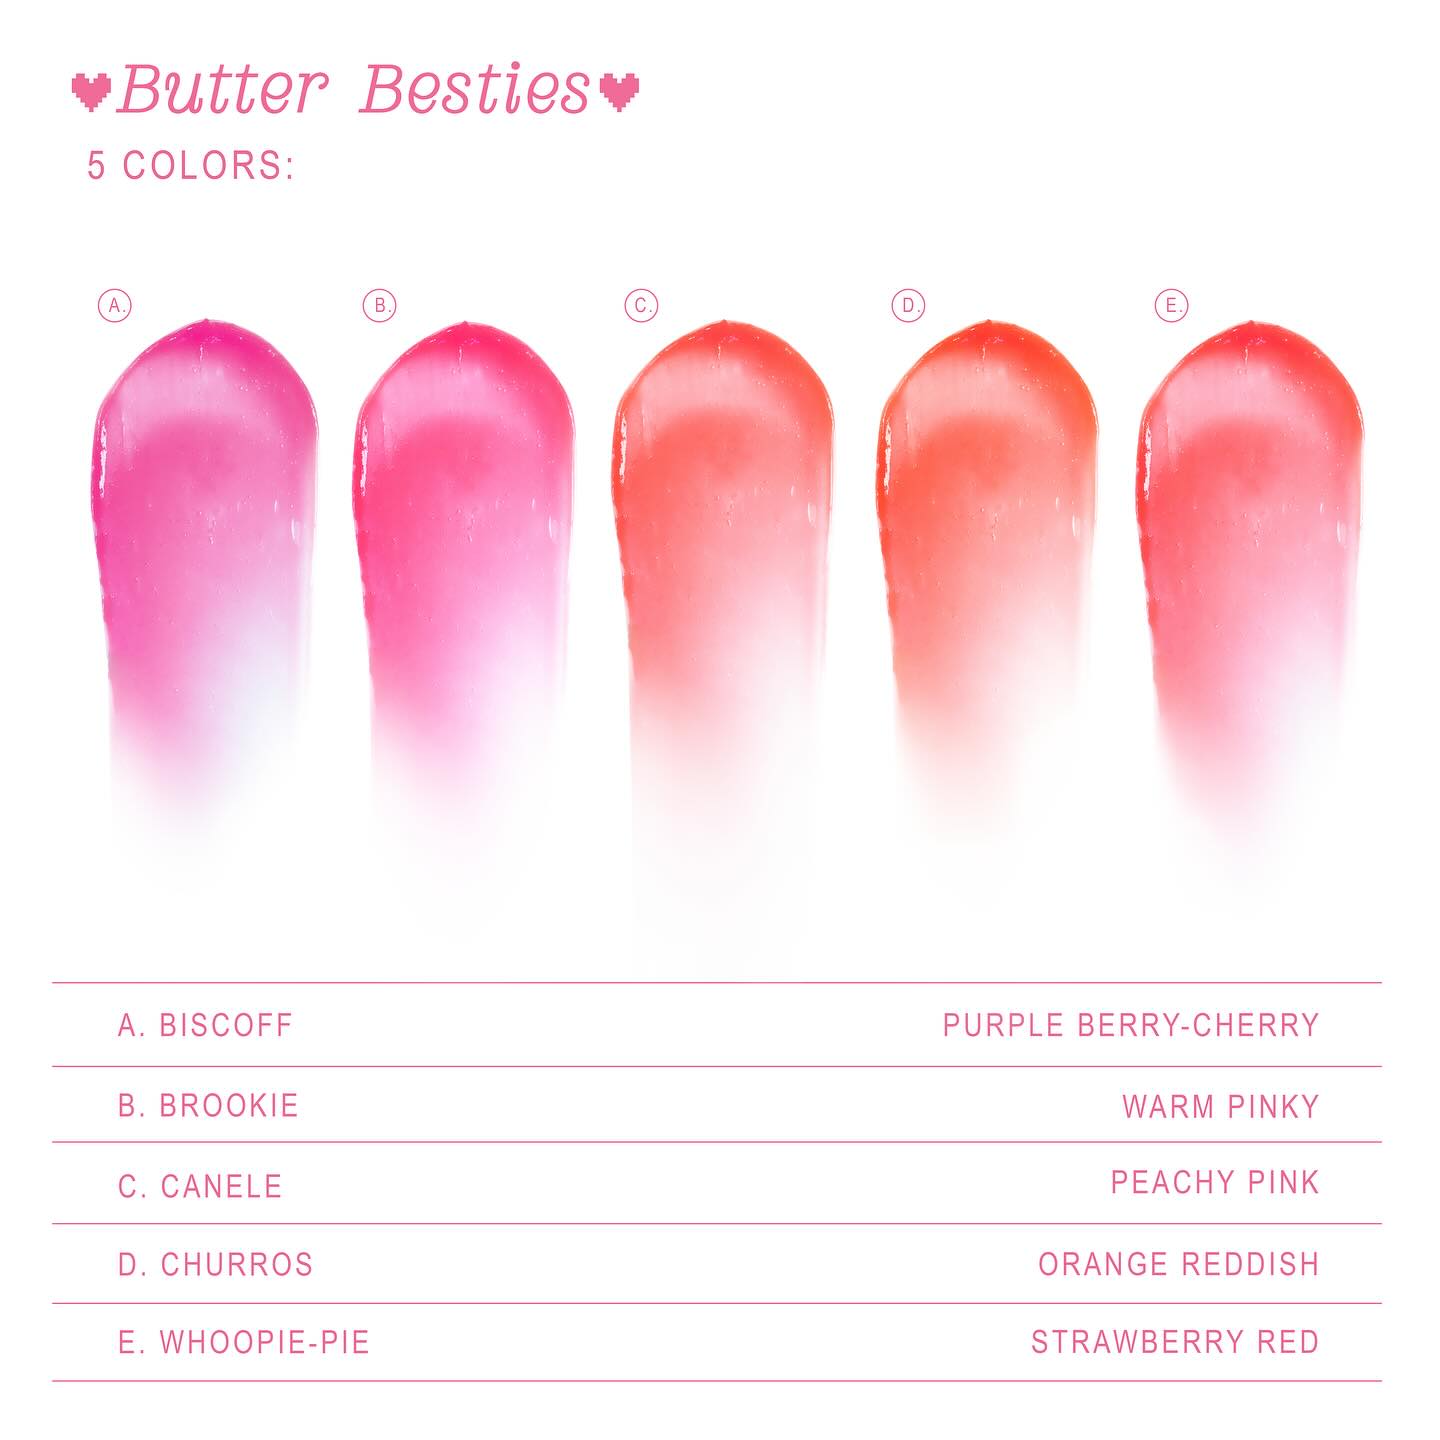 Butter Besties
5 COLORS:
A.
B.
C.
D.
E.
A. BISCOFF PURPLE BERRY-CHERRY
B. BROOKIE WARM PINKY
C. CANELE PEACHY PINK
D. CHURROS ORANGE REDDISH
E. WHOOPIE-PIE STRAWBERRY RED